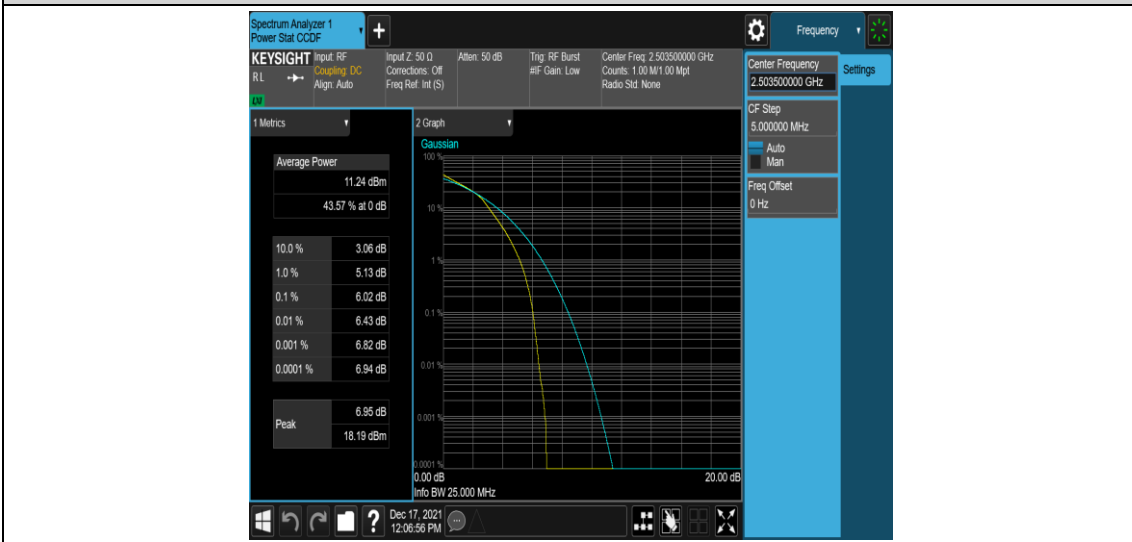 Spectrum Analyzer 1
Power Stat CCDF
+
Frequency
KEYSIGHT
RL
LXI
Input: RF
Coupling: DC
Align: Auto
Input Z: 50 Ω
Corrections: Off
Freq Ref: Int (S)
Atten: 50 dB
Trig: RF Burst
#IF Gain: Low
Center Freq: 2.503500000 GHz
Counts: 1.00 M/1.00 Mpt
Radio Std: None
Center Frequency
2.503500000 GHz
Settings
CF Step
5.000000 MHz
Auto
Man
Freq Offset
0 Hz
1 Metrics
Average Power
11.24 dBm
43.57 % at 0 dB
10.0 % 3.06 dB
1.0 % 5.13 dB
0.1 % 6.02 dB
0.01 % 6.43 dB
0.001 % 6.82 dB
0.0001 % 6.94 dB
Peak
6.95 dB
18.19 dBm
2 Graph
Gaussian
100 %
10 %
1 %
0.1 %
0.01 %
0.001 %
0.0001 %
0.00 dB 20.00 dB
Info BW 25.000 MHz
?
Dec 17, 2021
12:06:56 PM